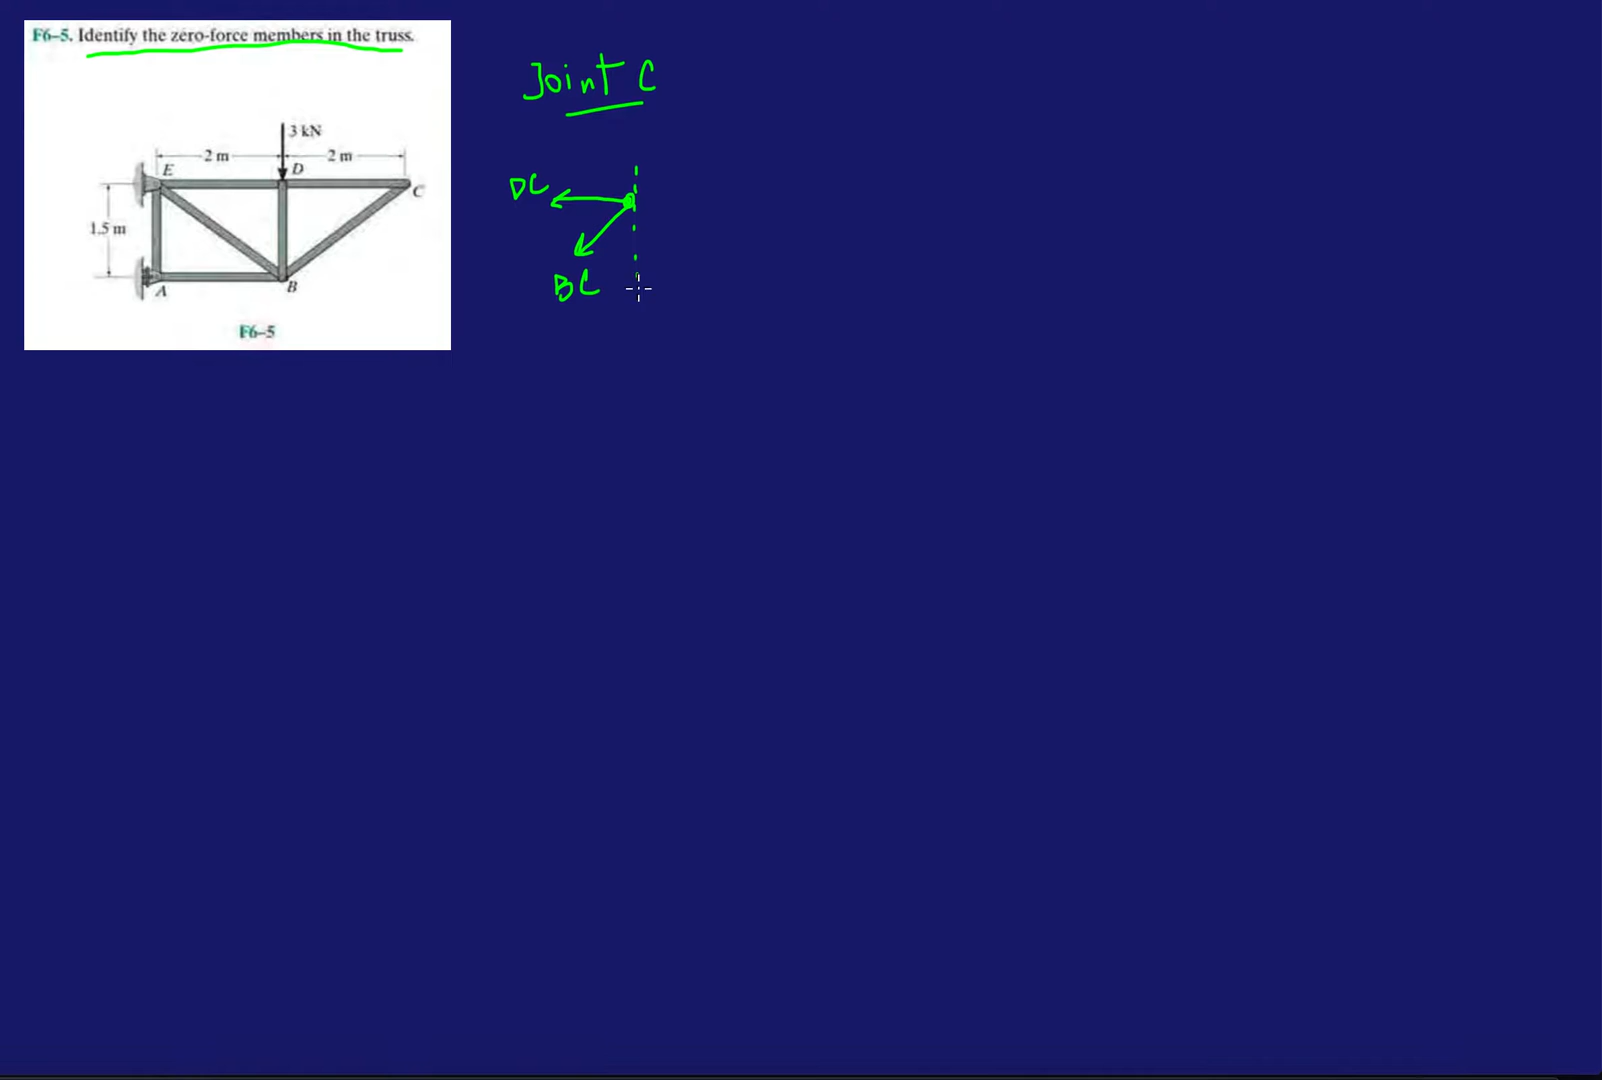 F6–5. Identify the zero-force members in the truss.
3 kN
2 m
2 m
E
D
C
1.5 m
A
B
F6–5
Joint C
DC
BC